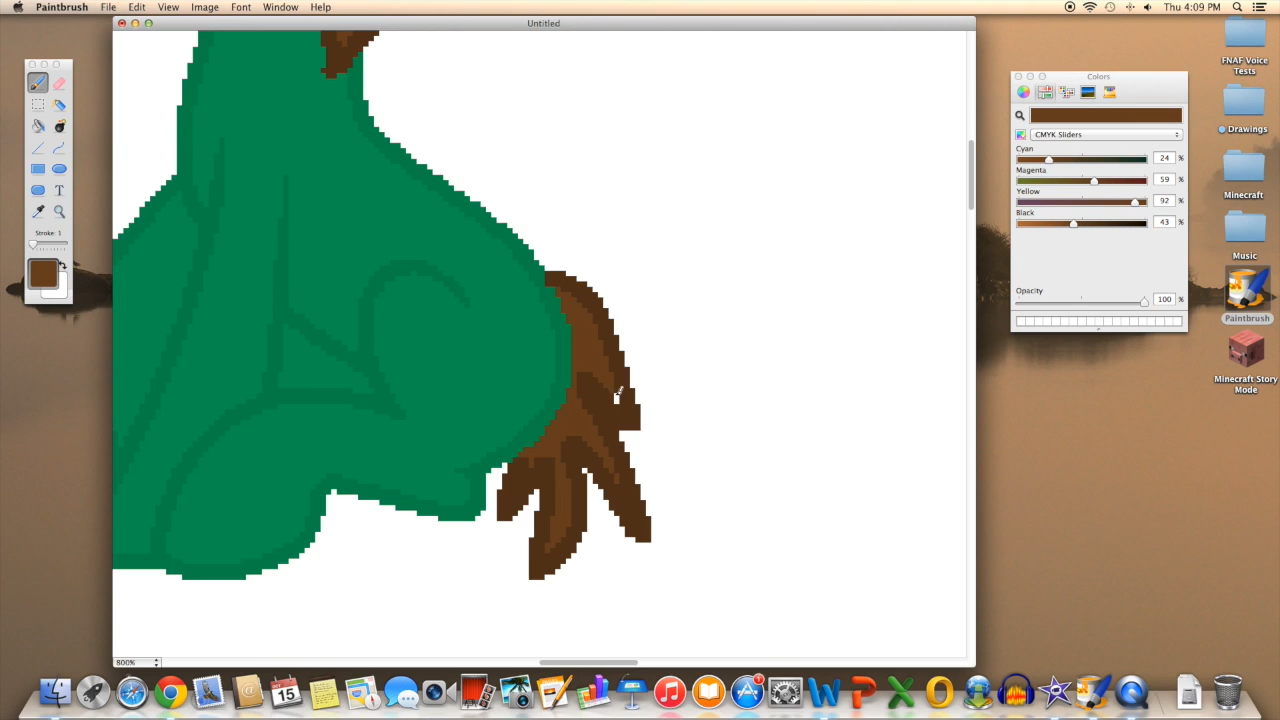 Paintbrush File Edit View Image Font Window Help
Thu 4:09 PM
Untitled
Stroke: 1
T
800%
Colors
CMYK Sliders
Cyan
24 %
Magenta
59 %
Yellow
92 %
Black
43 %
Opacity
100 %
FNAF Voice
Tests
Drawings
Minecraft
Music
Paintbrush
Minecraft Story
Mode
OCT
15
1